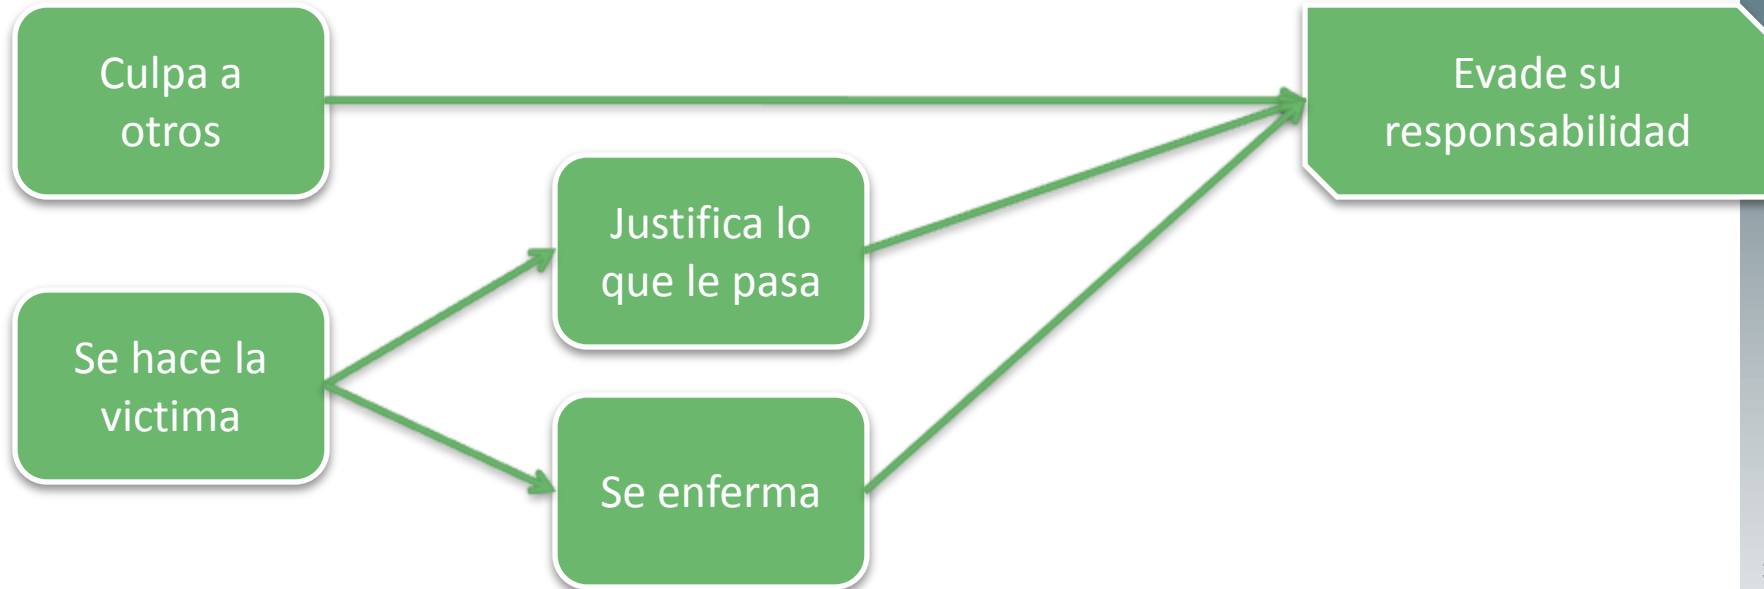 Culpa a
otros
Evade su
responsabilidad
Justifica lo
que le pasa
Se hace la
victima
Se enferma